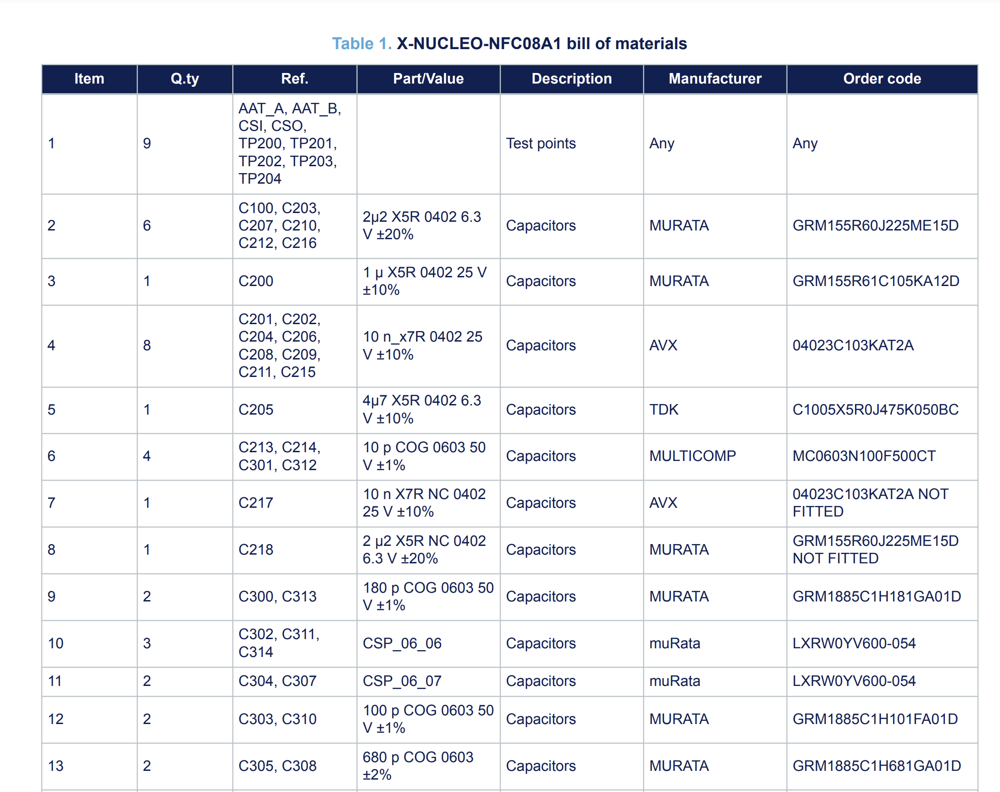 Table 1. X-NUCLEO-NFC08A1 bill of materials
Item Q.ty Ref. Part/Value Description Manufacturer Order code
AAT_A, AAT_B,
CSI, CSO,
1 9 TP200, TP201, Test points Any Any
TP202, TP203,
TP204
C100, C203,
2µ2 X5R 0402 6.3
2 6 C207, C210, Capacitors MURATA GRM155R60J225ME15D
V ±20%
C212, C216
1 µ X5R 0402 25 V
3 1 C200 Capacitors MURATA GRM155R61C105KA12D
±10%
C201, C202,
C204, C206, 10 n_x7R 0402 25
4 8 Capacitors AVX 04023C103KAT2A
C208, C209, V ±10%
C211, C215
4µ7 X5R 0402 6.3
5 1 C205 Capacitors TDK C1005X5R0J475K050BC
V ±10%
C213, C214, 10 p COG 0603 50
6 4 Capacitors MULTICOMP MC0603N100F500CT
C301, C312 V ±1%
10 n X7R NC 0402 04023C103KAT2A NOT
7 1 C217 Capacitors AVX
25 V ±10% FITTED
2 µ2 X5R NC 0402 GRM155R60J225ME15D
8 1 C218 Capacitors MURATA
6.3 V ±20% NOT FITTED
180 p COG 0603 50
9 2 C300, C313 Capacitors MURATA GRM1885C1H181GA01D
V ±1%
C302, C311,
10 3 CSP_06_06 Capacitors muRata LXRW0YV600-054
C314
11 2 C304, C307 CSP_06_07 Capacitors muRata LXRW0YV600-054
100 p COG 0603 50
12 2 C303, C310 Capacitors MURATA GRM1885C1H101FA01D
V ±1%
680 p COG 0603
13 2 C305, C308 Capacitors MURATA GRM1885C1H681GA01D
±2%